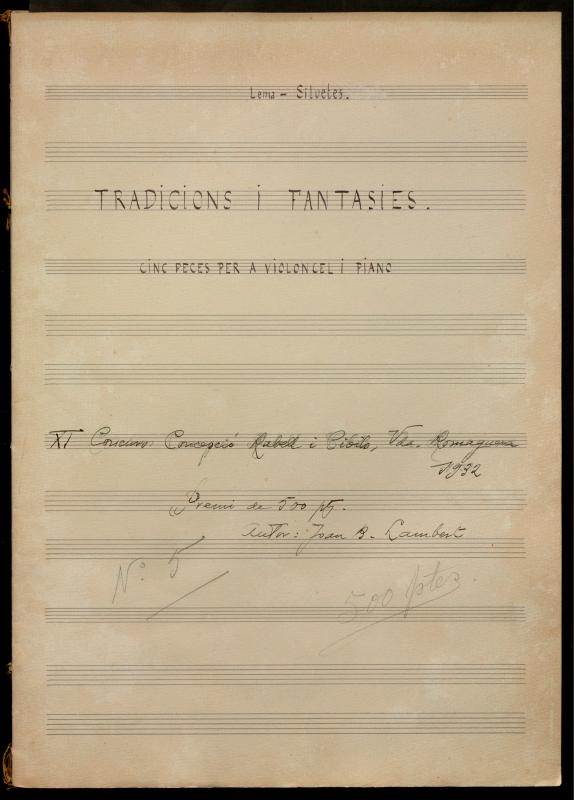 Lema - Siluetes.
TRADICIONS I FANTASIES.
CINC PECES PER A VIOLONCEL I PIANO
XI Concurs: Concepció Rabell i Cibils, Vda. Romaguera
1932
Premi de 500 ptg.
Autor: Joan B. Lambert
Nº 5
500 ptes.